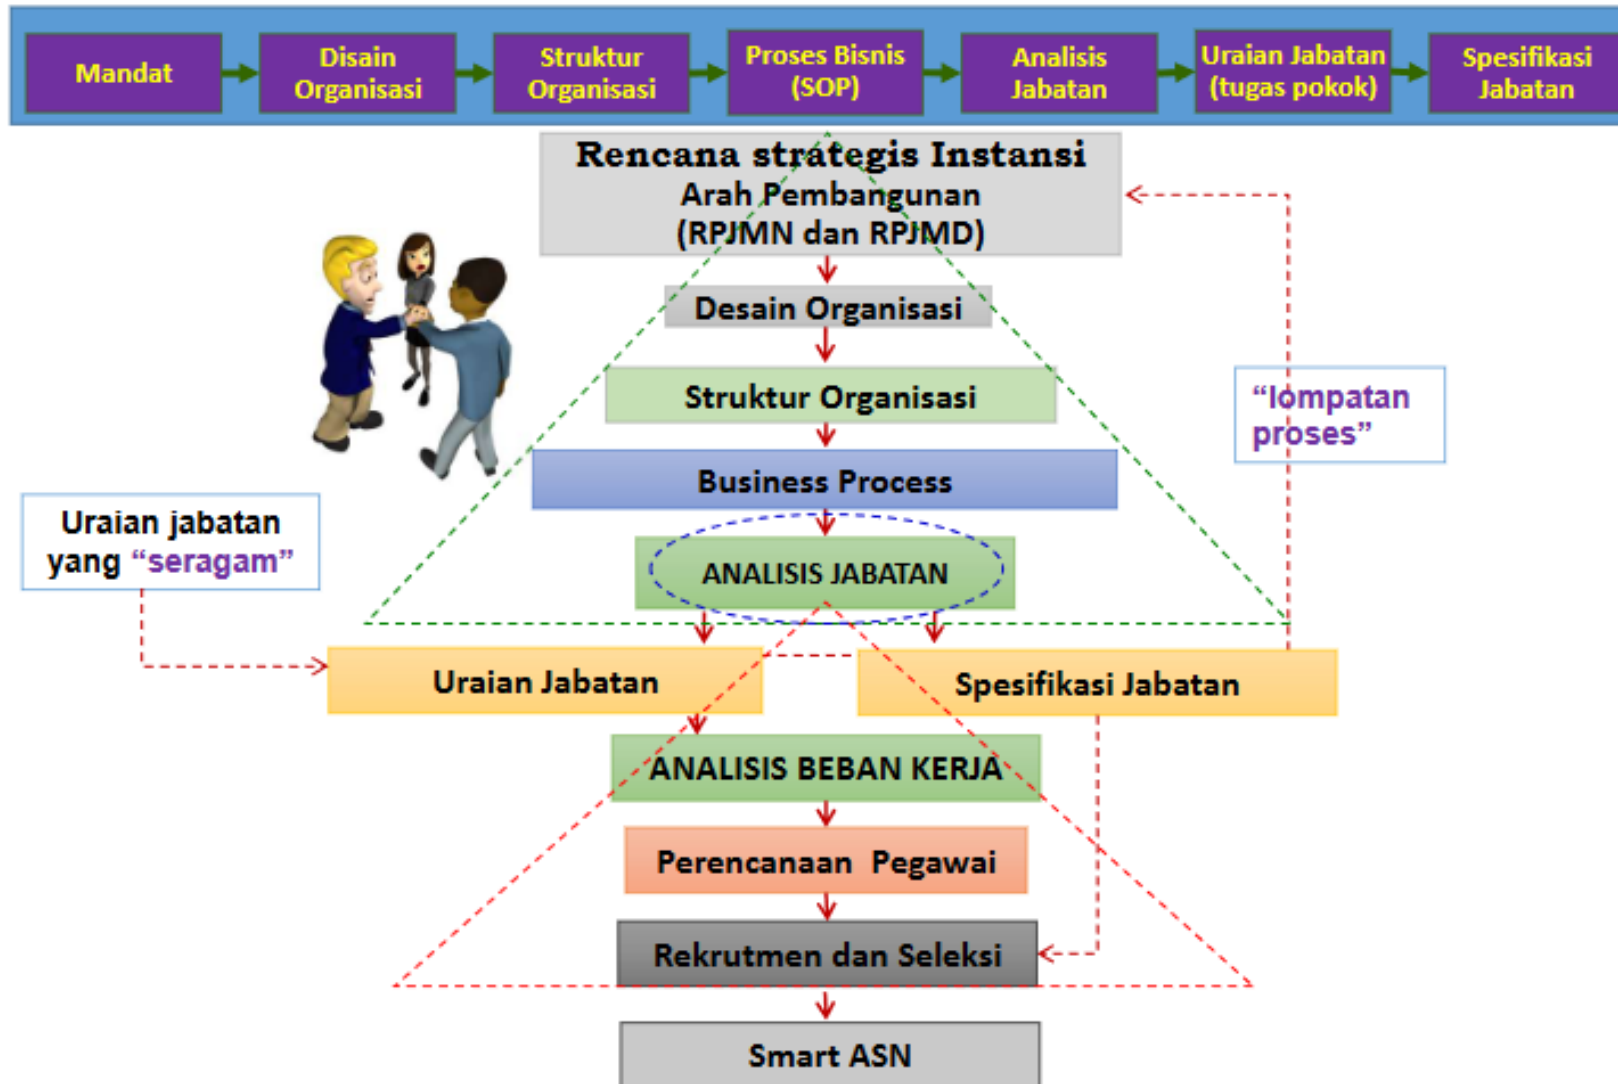 Mandat
Disain
Organisasi
Struktur
Organisasi
Proses Bisnis
(SOP)
Analisis
Jabatan
Uraian Jabatan
(tugas pokok)
Spesifikasi
Jabatan
Rencana strategis Instansi
Arah Pembangunan
(RPJMN dan RPJMD)
Desain Organisasi
Struktur Organisasi
“lompatan
proses”
Business Process
Uraian jabatan
yang “seragam”
ANALISIS JABATAN
Uraian Jabatan
Spesifikasi Jabatan
ANALISIS BEBAN KERJA
Perencanaan Pegawai
Rekrutmen dan Seleksi
Smart ASN